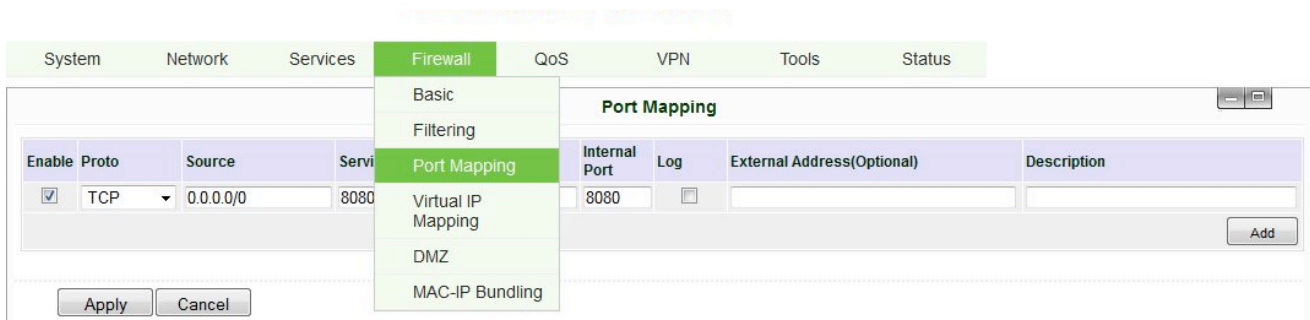 System Network Services Firewall QoS VPN Tools Status
Basic
Port Mapping
Filtering
Enable Proto Source Servi Internal Port Log External Address(Optional) Description
Port Mapping
TCP 0.0.0.0/0 8080 8080
Virtual IP
Mapping
Add
DMZ
MAC-IP Bundling
Apply Cancel